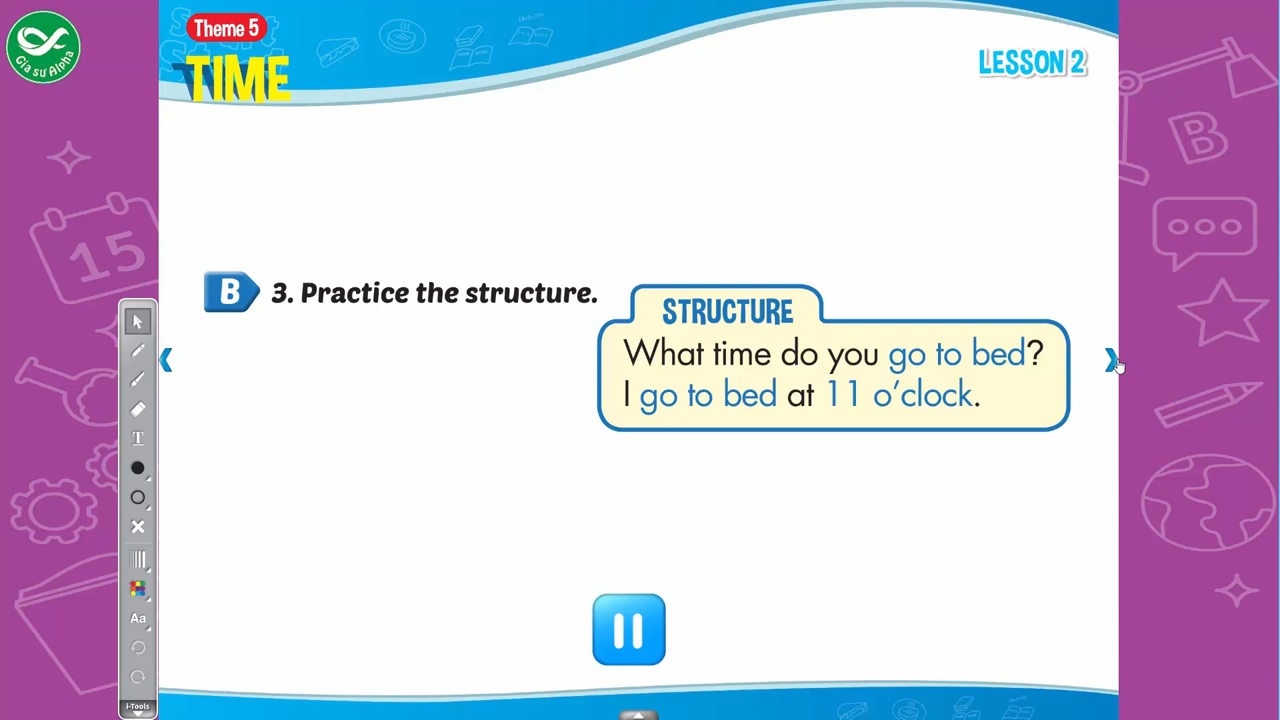 Gia sư Alpha
Theme 5
TIME
LESSON 2
15
B
B
3. Practice the structure.
STRUCTURE
What time do you go to bed?
I go to bed at 11 o'clock.
T
Aa
i-Tools